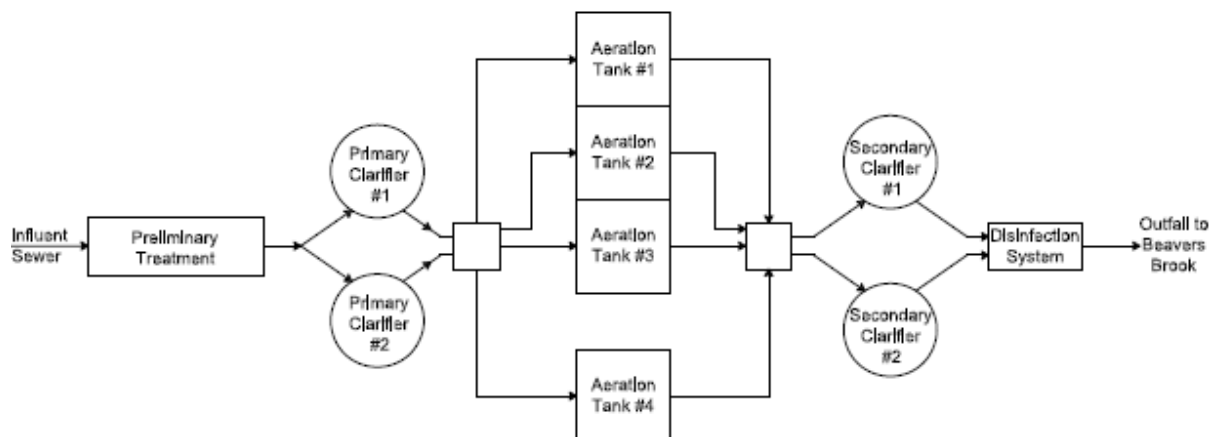 Aeration
Tank #1
Primary
Clarifier
#1
Aeration
Tank #2
Secondary
Clarifier
#1
Influent
Sewer
Preliminary
Treatment
Aeration
Tank #3
Disinfection
System
Outfall to
Beavers
Brook
Primary
Clarifier
#2
Secondary
Clarifier
#2
Aeration
Tank #4